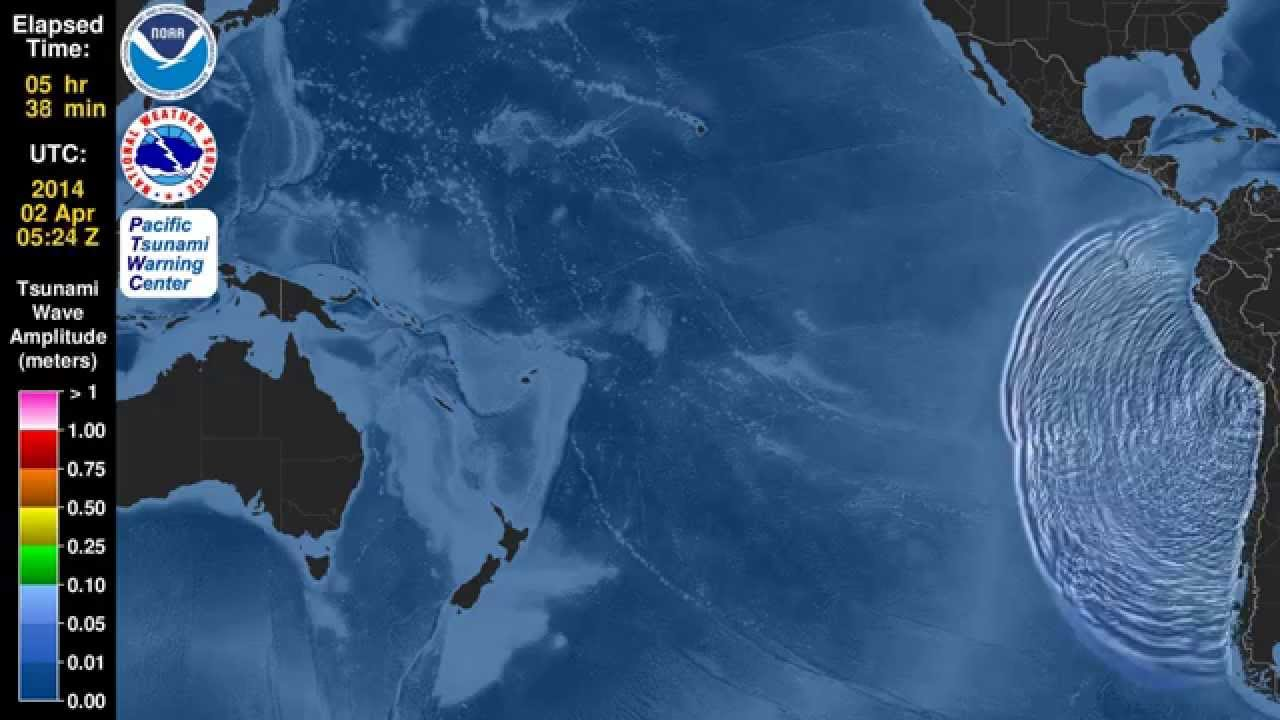 Elapsed
Time:
05 hr
38 min
UTC:
2014
02 Apr
05:24 Z
Tsunami
Wave
Amplitude
(meters)
> 1
1.00
0.75
0.50
0.25
0.10
0.05
0.01
0.00
NOAA
NATIONAL WEATHER SERVICE
Pacific
Tsunami
Warning
Center